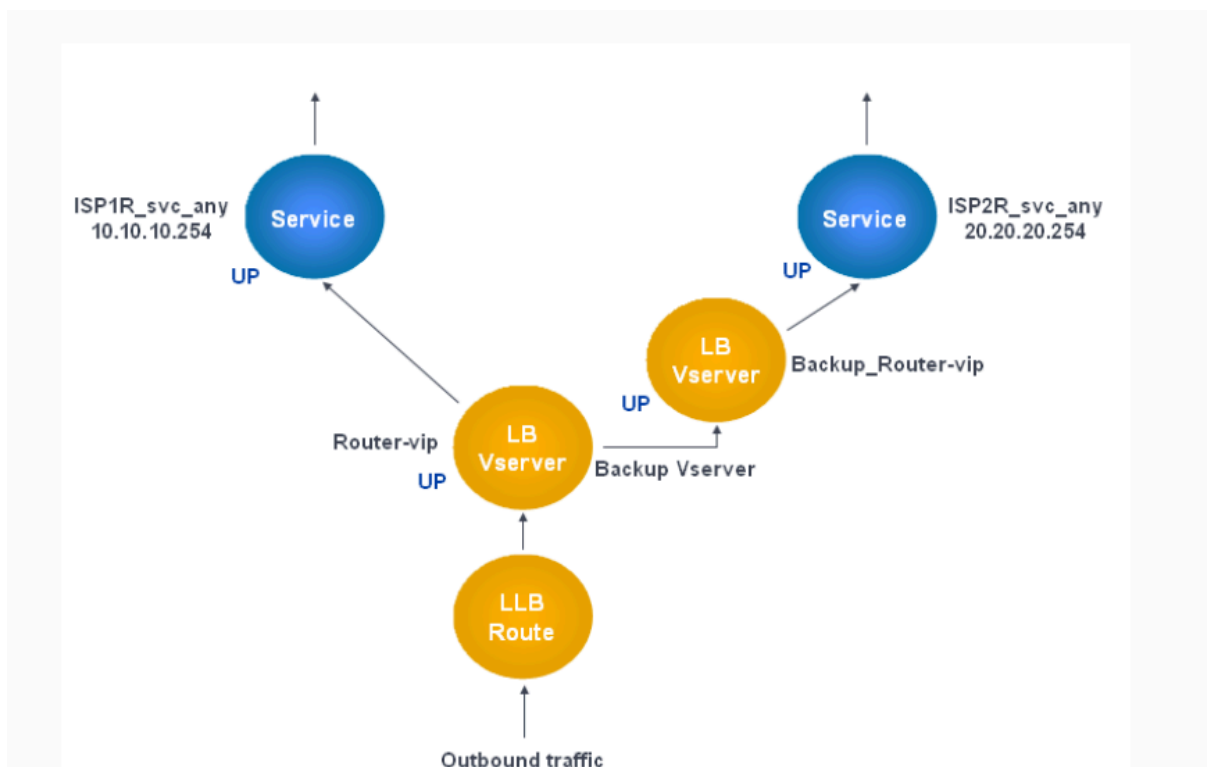 ISP1R_svc_any
10.10.10.254
Service
UP
Service
ISP2R_svc_any
20.20.20.254
UP
LB
Vserver
Backup_Router-vip
UP
Router-vip
LB
Vserver
Backup Vserver
UP
LLB
Route
Outbound traffic